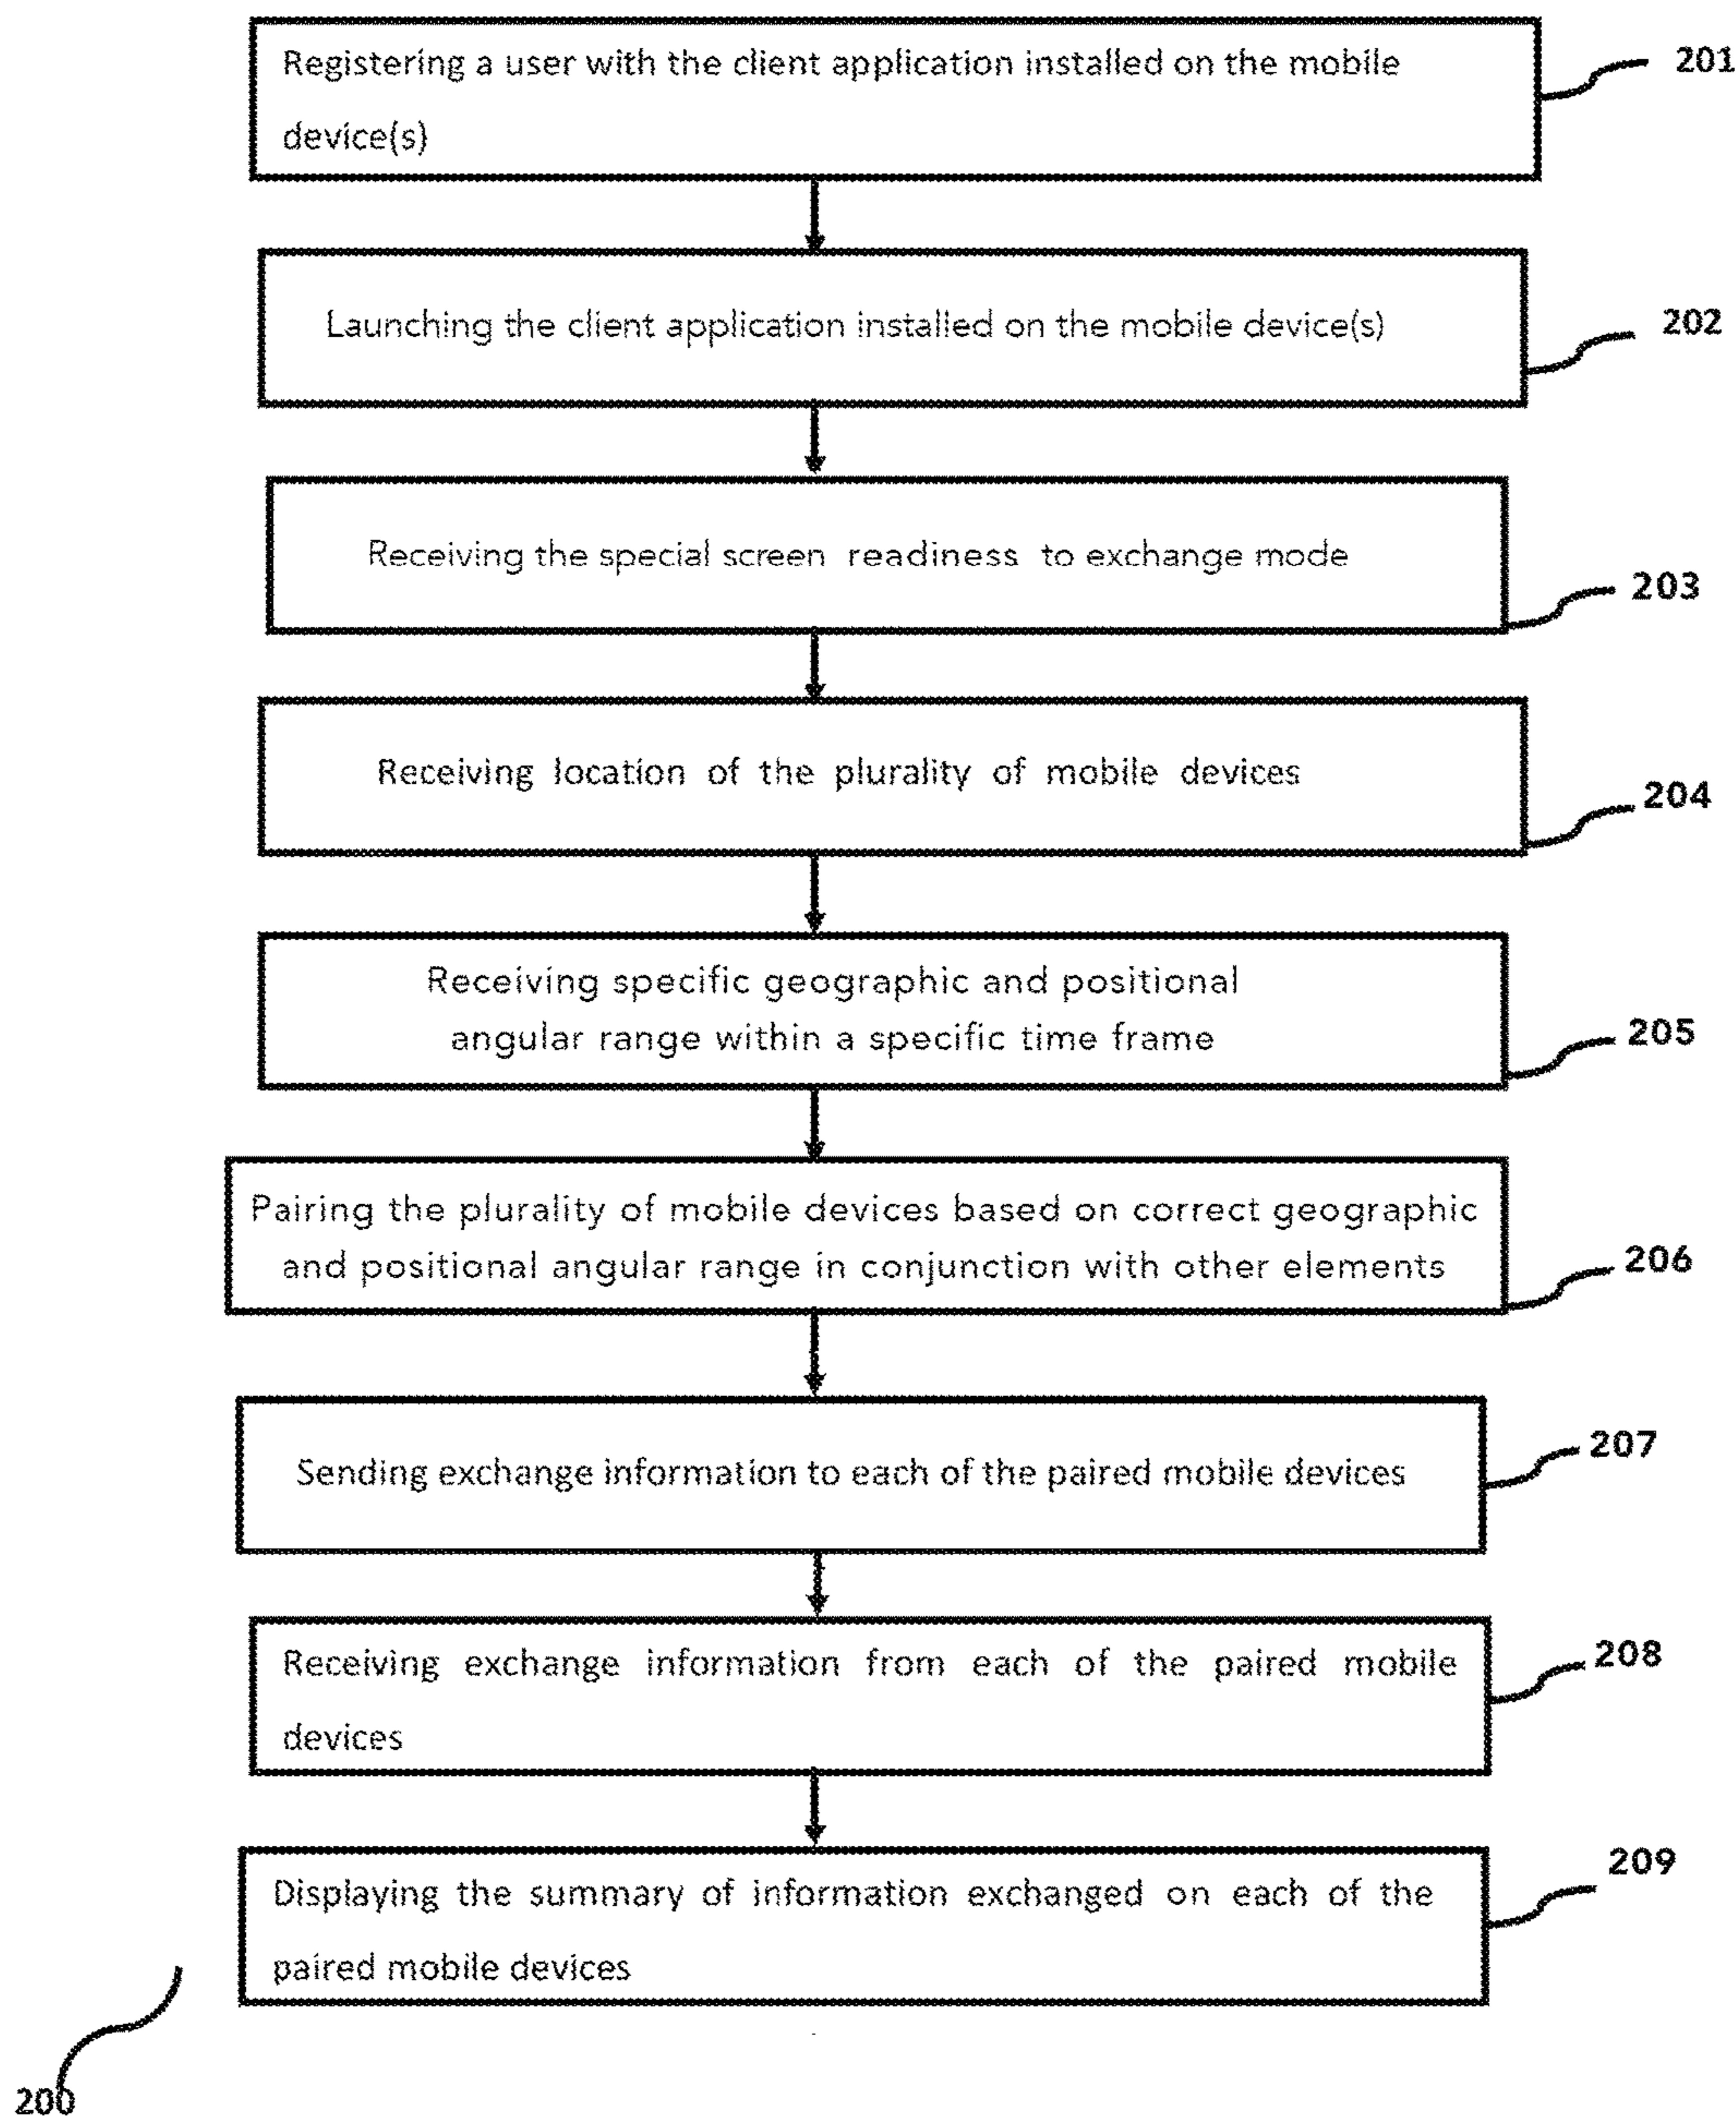 Registering a user with the client application installed on the mobile
device(s)
201
Launching the client application installed on the mobile device(s)
202
Receiving the special screen readiness to exchange mode
203
Receiving location of the plurality of mobile devices
204
Receiving specific geographic and positional
angular range within a specific time frame
205
Pairing the plurality of mobile devices based on correct geographic
and positional angular range in conjunction with other elements
206
Sending exchange information to each of the paired mobile devices
207
Receiving exchange information from each of the paired mobile
devices
208
Displaying the summary of information exchanged on each of the
paired mobile devices
209
200